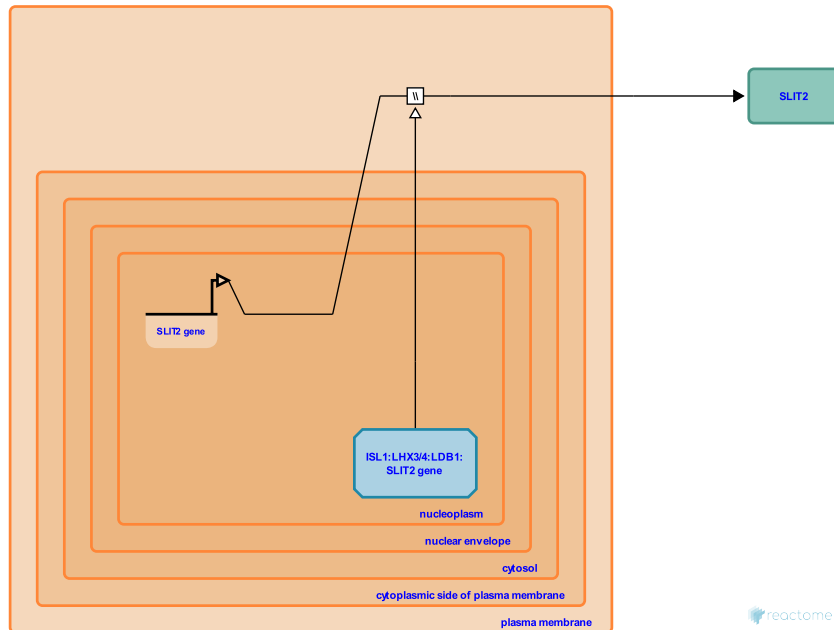 \\
SLIT2
SLIT2 gene
ISL1:LHX3/4:LDB1:
SLIT2 gene
nucleoplasm
nuclear envelope
cytosol
cytoplasmic side of plasma membrane
plasma membrane
reactome